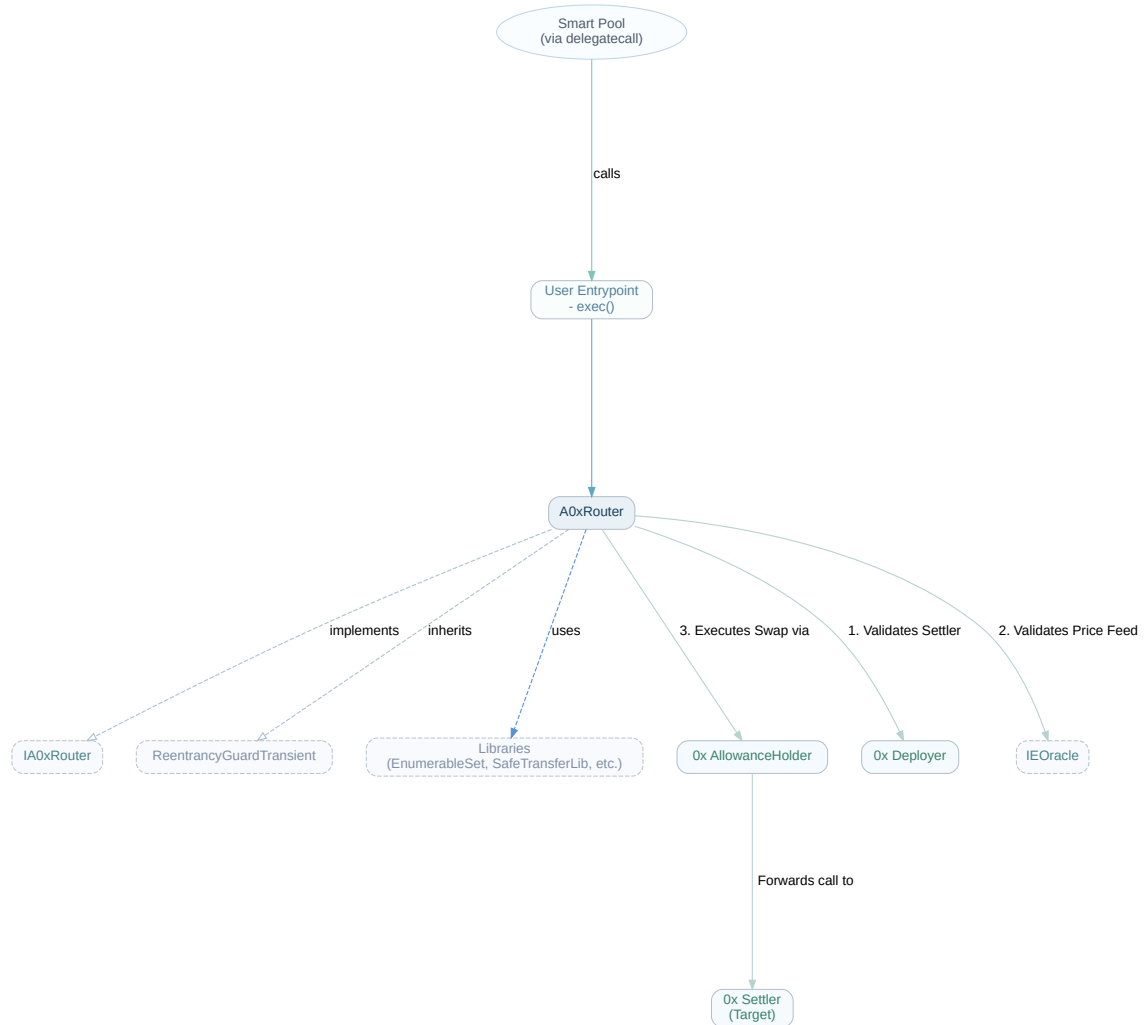 Smart Pool
(via delegatecall)
calls
User Entrypoint
- exec()
A0xRouter
implements
inherits
uses
3. Executes Swap via
1. Validates Settler
2. Validates Price Feed
IA0xRouter
ReentrancyGuardTransient
Libraries
(EnumerableSet, SafeTransferLib, etc.)
0x AllowanceHolder
0x Deployer
IEOracle
Forwards call to
0x Settler
(Target)